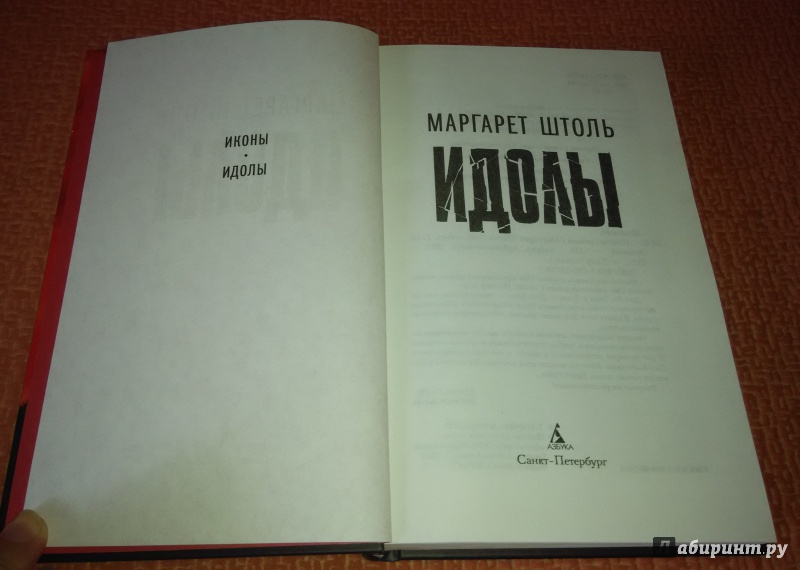 ИКОНЫ
•
ИДОЛЫ
МАРГАРЕТ ШТОЛЬ
ИДОЛЫ
АЗБУКА
Санкт-Петербург
Лабиринт.ру